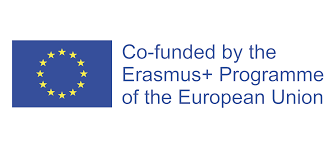 Co-funded by the
Erasmus+ Programme
of the European Union